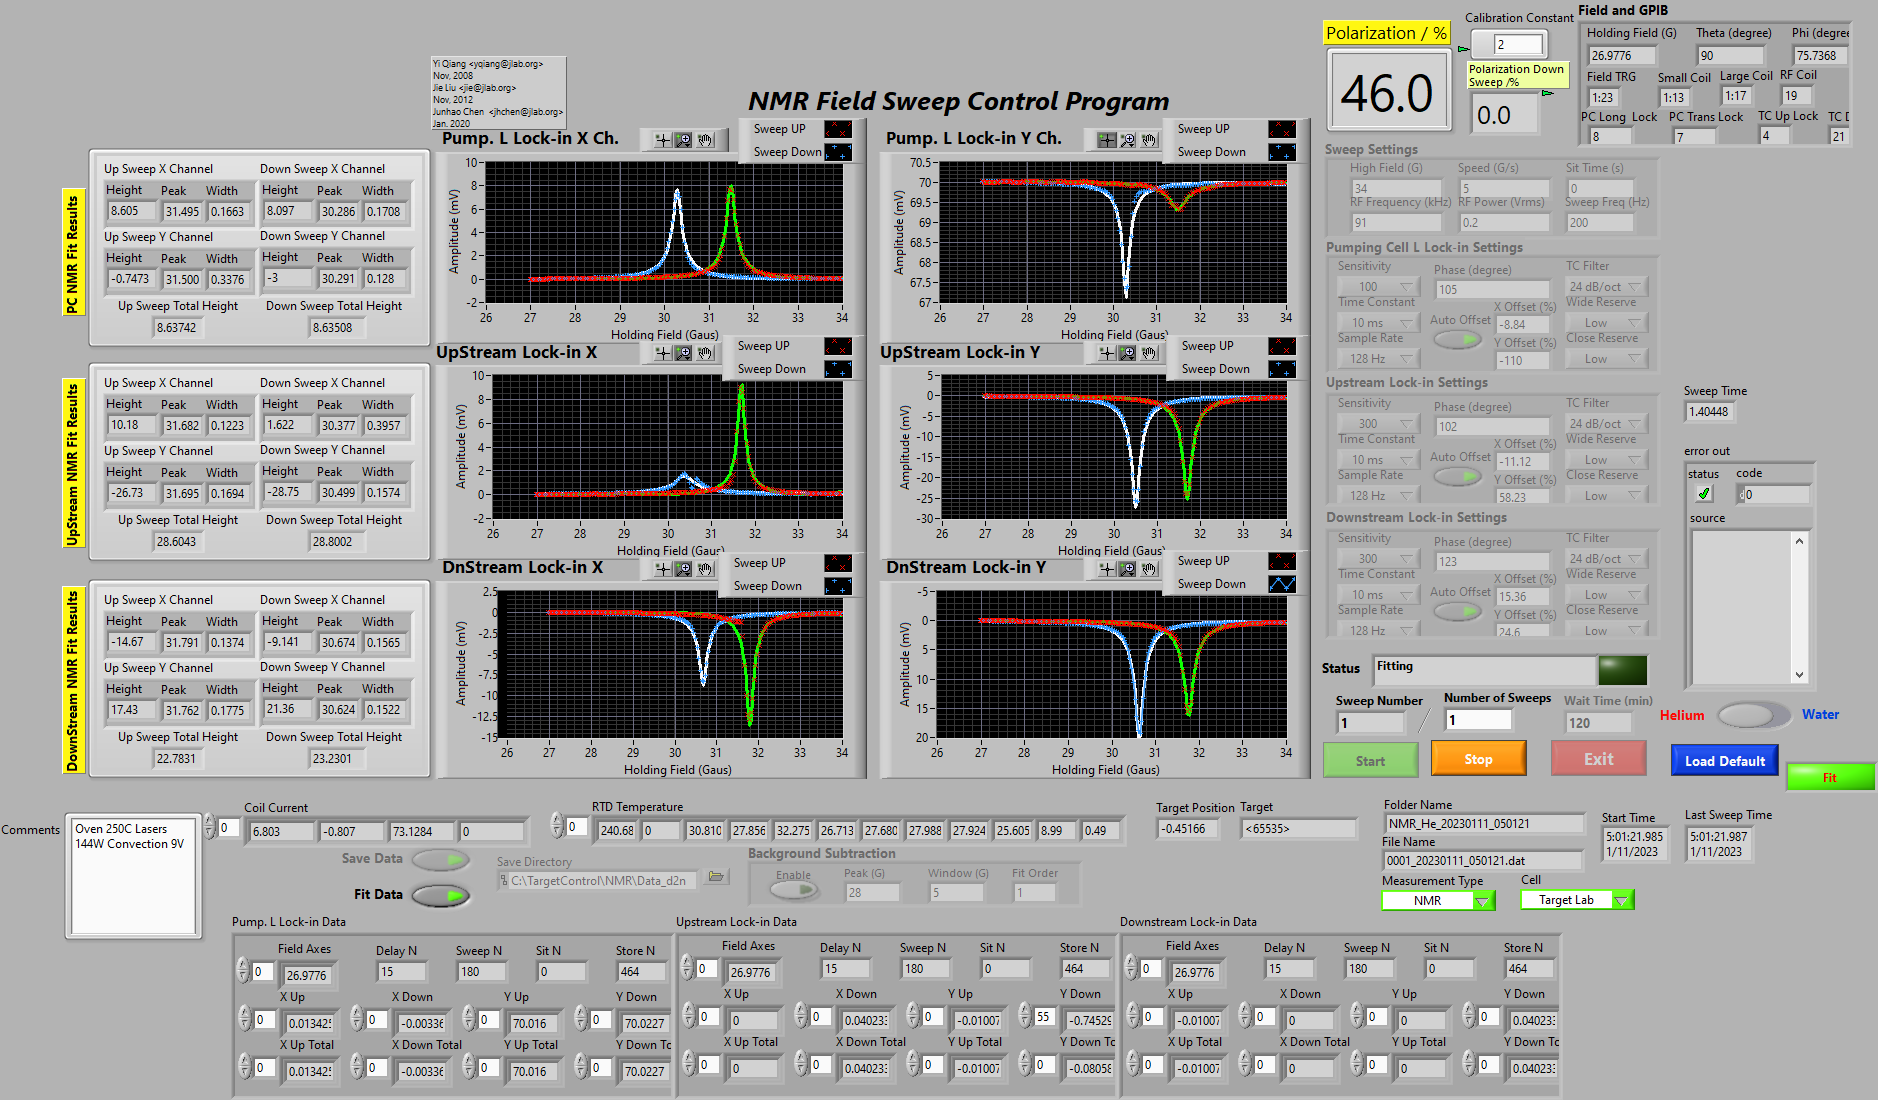 Yi Qiang <yqiang@jlab.org>
Nov, 2008
Jie Liu <jie@jlab.org>
Nov, 2012
Junhao Chen <jhchen@jlab.org>
Jan. 2020
NMR Field Sweep Control Program
Polarization / %
46.0
Calibration Constant
2
Polarization Down
Sweep /%
0.0
Field and GPIB
Holding Field (G) Theta (degree) Phi (degree
26.9776 90 75.7368
Field TRG Small Coil Large Coil RF Coil
1:23 1:13 1:17 19
PC Long Lock PC Trans Lock TC Up Lock TC D
8 7 4 21
PC NMR Fit Results
Up Sweep X Channel Down Sweep X Channel
Height Peak Width Height Peak Width
8.605 31.495 0.1663 8.097 30.286 0.1708
Up Sweep Y Channel Down Sweep Y Channel
Height Peak Width Height Peak Width
-0.7473 31.500 0.3376 -3 30.291 0.128
Up Sweep Total Height Down Sweep Total Height
8.63742 8.63508
UpStream NMR Fit Results
Up Sweep X Channel Down Sweep X Channel
Height Peak Width Height Peak Width
10.18 31.682 0.1223 1.622 30.377 0.3957
Up Sweep Y Channel Down Sweep Y Channel
Height Peak Width Height Peak Width
-26.73 31.695 0.1694 -28.75 30.499 0.1574
Up Sweep Total Height Down Sweep Total Height
28.6043 28.8002
DownStream NMR Fit Results
Up Sweep X Channel Down Sweep X Channel
Height Peak Width Height Peak Width
-14.67 31.791 0.1374 -9.141 30.674 0.1565
Up Sweep Y Channel Down Sweep Y Channel
Height Peak Width Height Peak Width
17.43 31.762 0.1775 21.36 30.624 0.1522
Up Sweep Total Height Down Sweep Total Height
22.7831 23.2301
Pump. L Lock-in X Ch.
Sweep UP
Sweep Down
Amplitude (mV)
10
8
6
4
2
0
-2
26 27 28 29 30 31 32 33 34
Holding Field (Gaus)
Pump. L Lock-in Y Ch.
Sweep UP
Sweep Down
Amplitude (mV)
70.5
70
69.5
69
68.5
68
67.5
67
26 27 28 29 30 31 32 33 34
Holding Field (Gaus)
UpStream Lock-in X
Sweep UP
Sweep Down
Amplitude (mV)
10
8
6
4
2
0
-2
26 27 28 29 30 31 32 33 34
Holding Field (Gaus)
UpStream Lock-in Y
Sweep UP
Sweep Down
Amplitude (mV)
5
0
-5
-10
-15
-20
-25
-30
26 27 28 29 30 31 32 33 34
Holding Field (Gaus)
DnStream Lock-in X
Sweep UP
Sweep Down
Amplitude (mV)
2.5
0
-2.5
-5
-7.5
-10
-12.5
-15
26 27 28 29 30 31 32 33 34
Holding Field (Gaus)
DnStream Lock-in Y
Sweep UP
Sweep Down
Amplitude (mV)
-5
0
5
10
15
20
26 27 28 29 30 31 32 33 34
Holding Field (Gaus)
Sweep Settings
High Field (G) Speed (G/s) Sit Time (s)
34 5 0
RF Frequency (kHz) RF Power (Vrms) Sweep Freq (Hz)
91 0.2 200
Pumping Cell L Lock-in Settings
Sensitivity Phase (degree) TC Filter
100 105 24 dB/oct
Time Constant X Offset (%) Wide Reserve
10 ms Auto Offset -8.84 Low
Sample Rate Y Offset (%) Close Reserve
128 Hz -110 Low
Upstream Lock-in Settings
Sensitivity Phase (degree) TC Filter
300 102 24 dB/oct
Time Constant X Offset (%) Wide Reserve
10 ms Auto Offset -11.12 Low
Sample Rate Y Offset (%) Close Reserve
128 Hz 58.23 Low
Downstream Lock-in Settings
Sensitivity Phase (degree) TC Filter
300 123 24 dB/oct
Time Constant X Offset (%) Wide Reserve
10 ms Auto Offset 15.36 Low
Sample Rate Y Offset (%) Close Reserve
128 Hz 24.6 Low
Sweep Time
1.40448
error out
status code
0
source
Status Fitting
Sweep Number Number of Sweeps Wait Time (min)
1 / 1 120
Helium Water
Start Stop Exit Load Default Fit
Comments
Oven 250C Lasers
144W Convection 9V
Coil Current
0 6.803 -0.807 73.1284 0
RTD Temperature
0 240.68 0 30.810 27.856 32.275 26.713 27.680 27.988 27.924 25.605 8.99 0.49
Target Position Target
-0.45166 <65535>
Folder Name
NMR_He_20230111_050121
File Name
0001_20230111_050121.dat
Start Time Last Sweep Time
5:01:21.985 5:01:21.987
1/11/2023 1/11/2023
Measurement Type Cell
NMR Target Lab
Save Data
Fit Data
Save Directory
C:\TargetControl\NMR\Data_d2n
Background Subtraction
Enable Peak (G) Window (G) Fit Order
28 5 1
Pump. L Lock-in Data
Field Axes Delay N Sweep N Sit N Store N
0 26.9776 15 180 0 464
X Up X Down Y Up Y Down
0 0.01342 0 -0.00336 0 70.016 0 70.0227
X Up Total X Down Total Y Up Total Y Down To
0 0.01342 0 -0.00336 0 70.016 0 70.0227
Upstream Lock-in Data
Field Axes Delay N Sweep N Sit N Store N
0 26.9776 15 180 0 464
X Up X Down Y Up Y Down
0 0 0 0.04023 0 -0.01007 55 -0.74529
X Up Total X Down Total Y Up Total Y Down To
0 0 0 0.04023 0 -0.01007 0 -0.08058
Downstream Lock-in Data
Field Axes Delay N Sweep N Sit N Store N
0 26.9776 15 180 0 464
X Up X Down Y Up Y Down
0 -0.01007 0 0 0 0 0 0.04023
X Up Total X Down Total Y Up Total Y Down To
0 -0.01007 0 0 0 0 0 0.04023